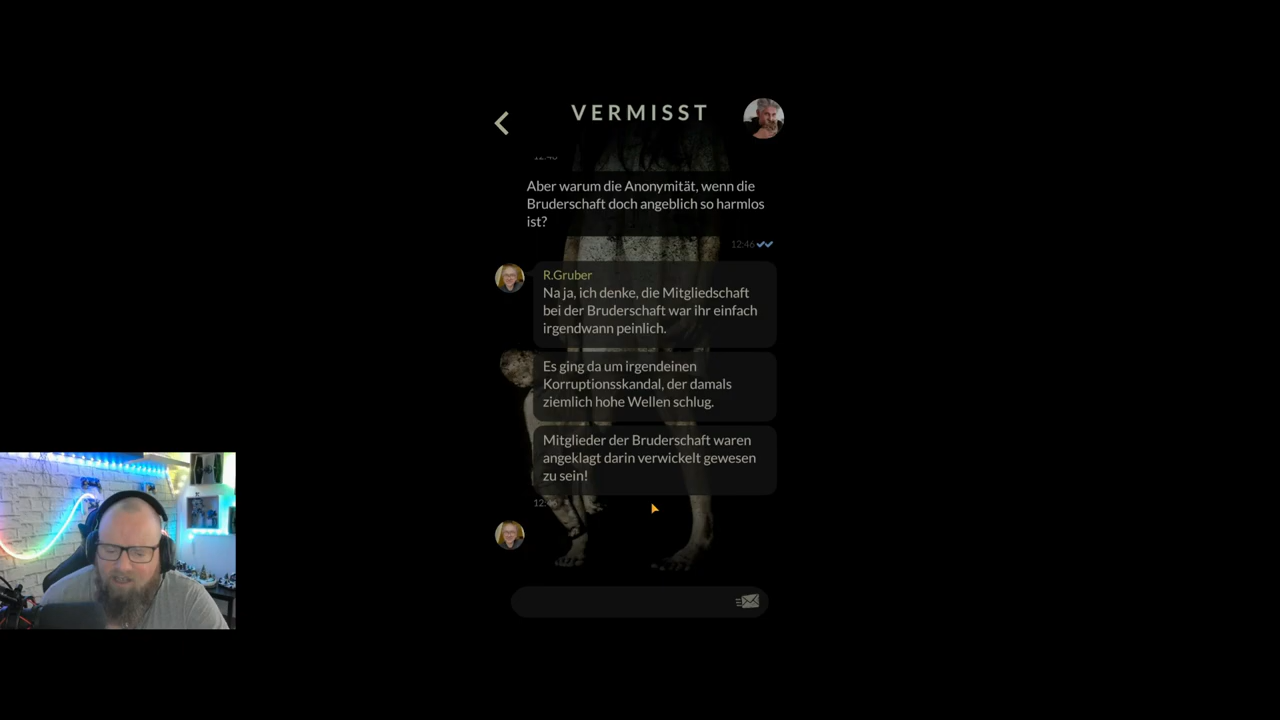 VERMISST
Aber warum die Anonymität, wenn die
Bruderschaft doch angeblich so harmlos
ist?
12:46
R.Gruber
Na ja, ich denke, die Mitgliedschaft
bei der Bruderschaft war ihr einfach
irgendwann peinlich.
Es ging da um irgendeinen
Korruptionsskandal, der damals
ziemlich hohe Wellen schlug.
Mitglieder der Bruderschaft waren
angeklagt darin verwickelt gewesen
zu sein!